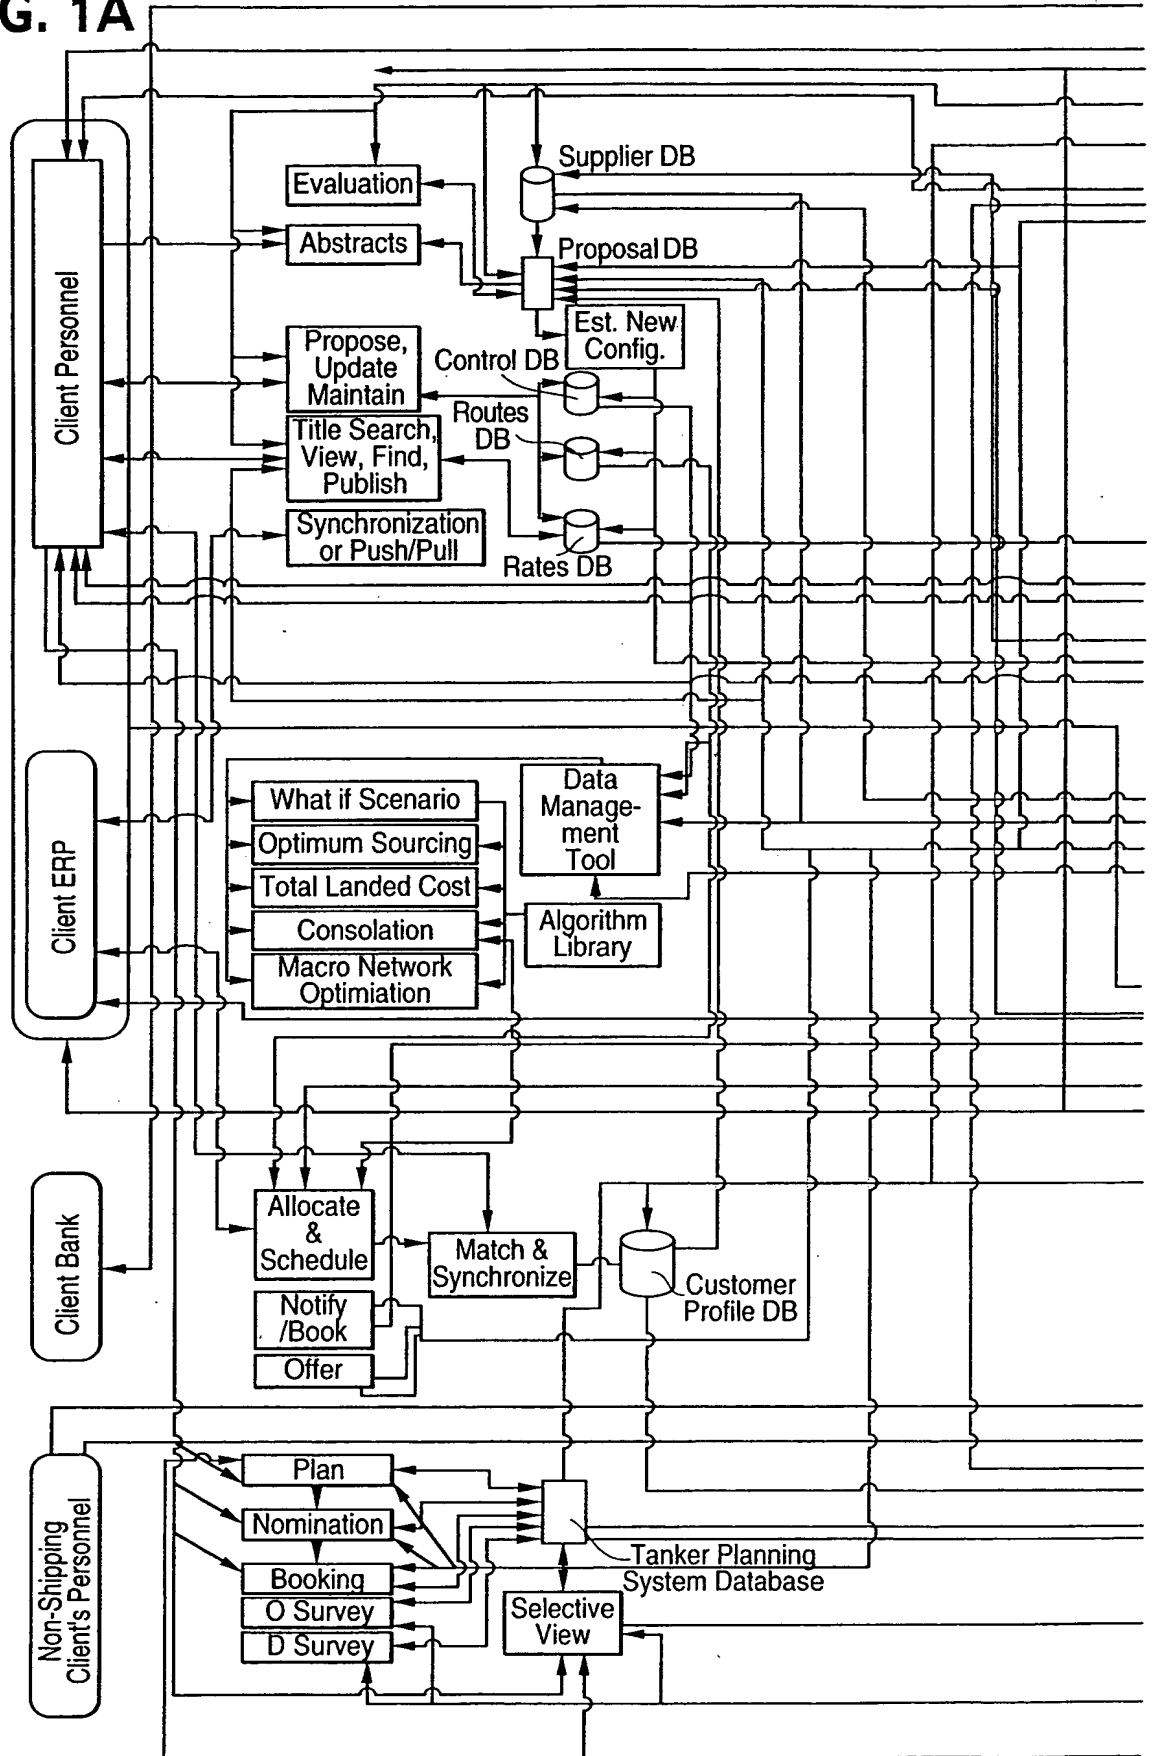 G. 1A
Supplier DB
Evaluation
Abstracts
Proposal DB
Client Personnel
Est. New
Config.
Propose,
Update
Maintain
Control DB
Routes
DB
Title Search,
View, Find,
Publish
Synchronization
or Push/Pull
Rates DB
Client ERP
Data
Manage-
ment
Tool
What if Scenario
Optimum Sourcing
Total Landed Cost
Consolation
Macro Network
Optimiation
Algorithm
Library
Client Bank
Allocate
&
Schedule
Match &
Synchronize
Customer
Profile DB
Notify
/Book
Offer
Non-Shipping
Client's Personnel
Plan
Nomination
Booking
O Survey
D Survey
Tanker Planning
System Database
Selective
View